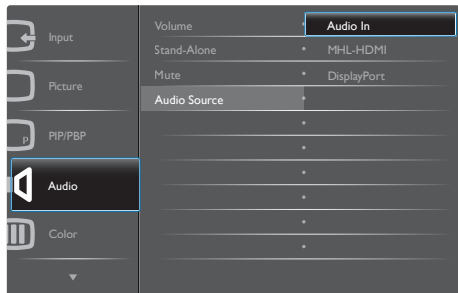 Input
Picture
p
PIP/PBP
Audio
Color
Volume
Stand-Alone
Mute
Audio Source
Audio In
MHL-HDMI
DisplayPort